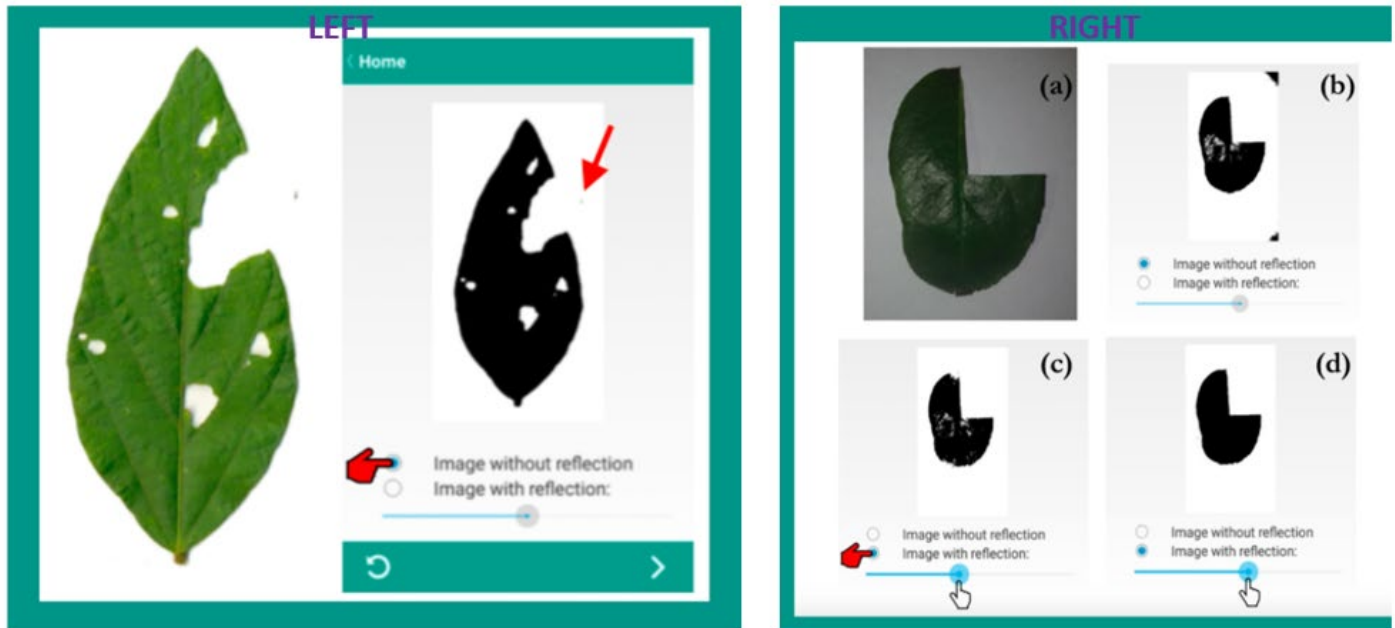 LEFT
Home
Image without reflection
Image with reflection:
RIGHT
(a)
(b)
Image without reflection
Image with reflection:
(c)
Image without reflection
Image with reflection:
(d)
Image without reflection
Image with reflection: